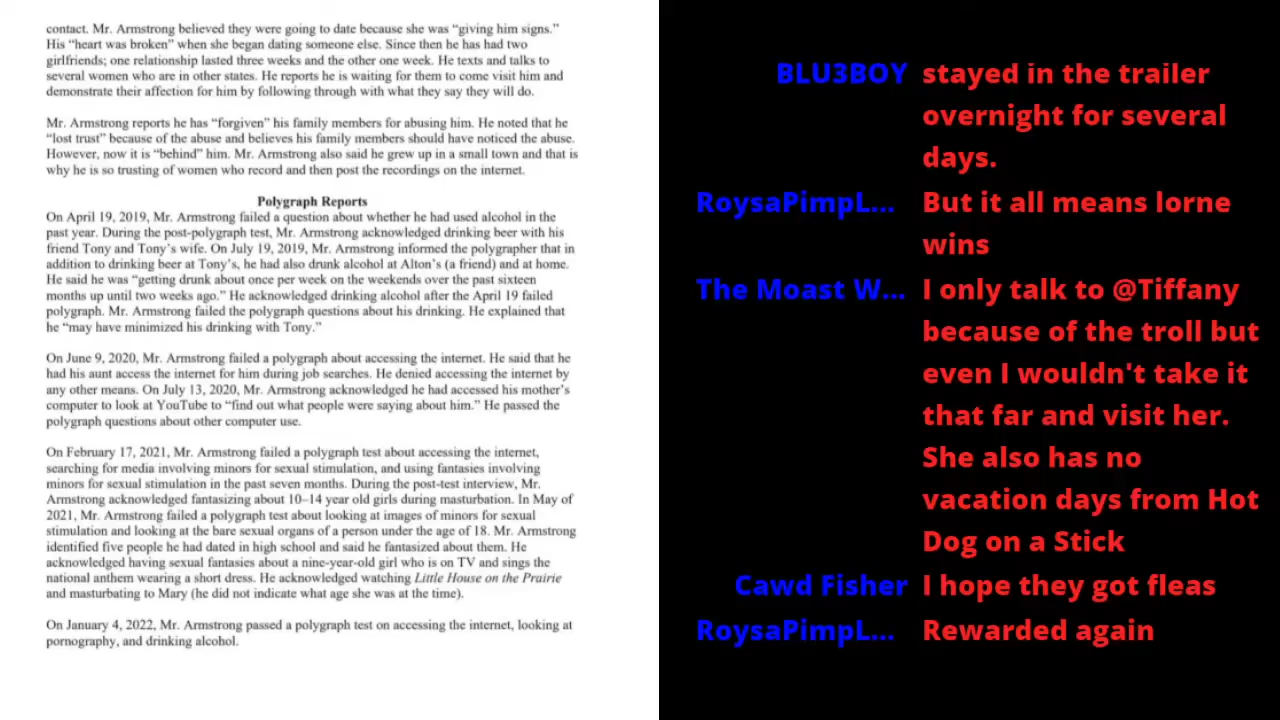 contact. Mr. Armstrong believed they were going to date because she was “giving him signs.”
His “heart was broken” when she began dating someone else. Since then he has had two
girlfriends; one relationship lasted three weeks and the other one week. He texts and talks to
several women who are in other states. He reports he is waiting for them to come visit him and
demonstrate their affection for him by following through with what they say they will do.
Mr. Armstrong reports he has “forgiven” his family members for abusing him. He noted that he
“lost trust” because of the abuse and believes his family members should have noticed the abuse.
However, now it is “behind” him. Mr. Armstrong also said he grew up in a small town and that is
why he is so trusting of women who record and then post the recordings on the internet.
Polygraph Reports
On April 19, 2019, Mr. Armstrong failed a question about whether he had used alcohol in the
past year. During the post-polygraph test, Mr. Armstrong acknowledged drinking beer with his
friend Tony and Tony’s wife. On July 19, 2019, Mr. Armstrong informed the polygrapher that in
addition to drinking beer at Tony’s, he had also drunk alcohol at Alton’s (a friend) and at home.
He said he was “getting drunk about once per week on the weekends over the past sixteen
months up until two weeks ago.” He acknowledged drinking alcohol after the April 19 failed
polygraph. Mr. Armstrong failed the polygraph questions about his drinking. He explained that
he “may have minimized his drinking with Tony.”
On June 9, 2020, Mr. Armstrong failed a polygraph about accessing the internet. He said that he
had his aunt access the internet for him during job searches. He denied accessing the internet by
any other means. On July 13, 2020, Mr. Armstrong acknowledged he had accessed his mother’s
computer to look at YouTube to “find out what people were saying about him.” He passed the
polygraph questions about other computer use.
On February 17, 2021, Mr. Armstrong failed a polygraph test about accessing the internet,
searching for media involving minors for sexual stimulation, and using fantasies involving
minors for sexual stimulation in the past seven months. During the post-test interview, Mr.
Armstrong acknowledged fantasizing about 10–14 year old girls during masturbation. In May of
2021, Mr. Armstrong failed a polygraph test about looking at images of minors for sexual
stimulation and looking at the bare sexual organs of a person under the age of 18. Mr. Armstrong
identified five people he had dated in high school and said he fantasized about them. He
acknowledged having sexual fantasies about a nine-year-old girl who is on TV and sings the
national anthem wearing a short dress. He acknowledged watching Little House on the Prairie
and masturbating to Mary (he did not indicate what age she was at the time).
On January 4, 2022, Mr. Armstrong passed a polygraph test on accessing the internet, looking at
pornography, and drinking alcohol.
BLU3BOY stayed in the trailer
overnight for several
days.
RoysaPimpL... But it all means lorne
wins
The Moast W... I only talk to @Tiffany
because of the troll but
even I wouldn't take it
that far and visit her.
She also has no
vacation days from Hot
Dog on a Stick
Cawd Fisher I hope they got fleas
RoysaPimpL... Rewarded again